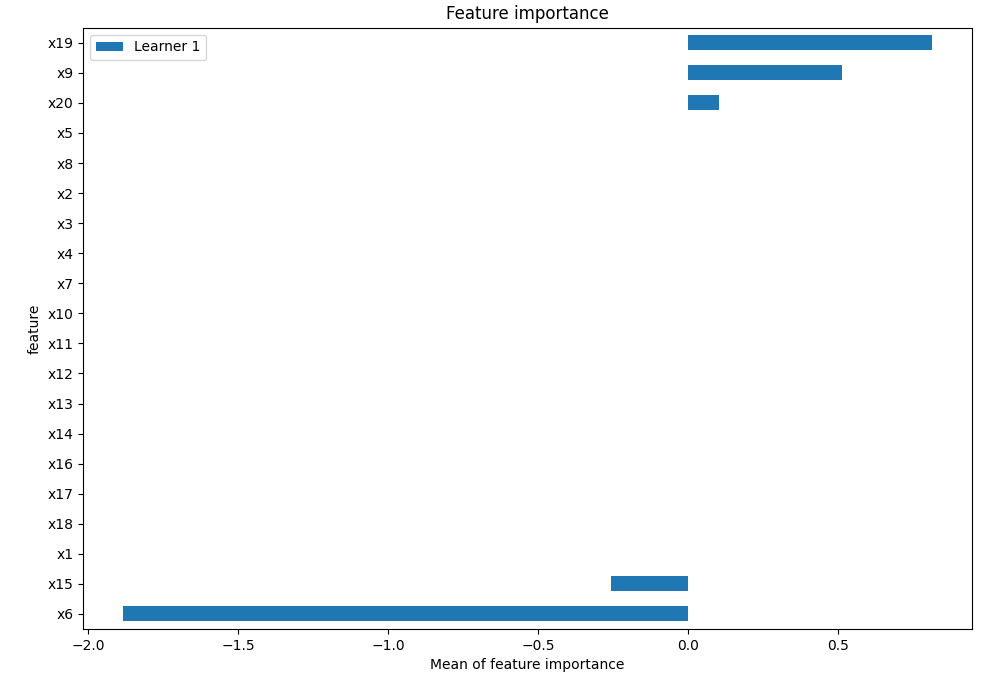 Feature importance
Learner 1
x19
x9
x20
x5
x8
x2
x3
x4
x7
x10
x11
x12
x13
x14
x16
x17
x18
x1
x15
x6
feature
−2.0 −1.5 −1.0 −0.5 0.0 0.5
Mean of feature importance